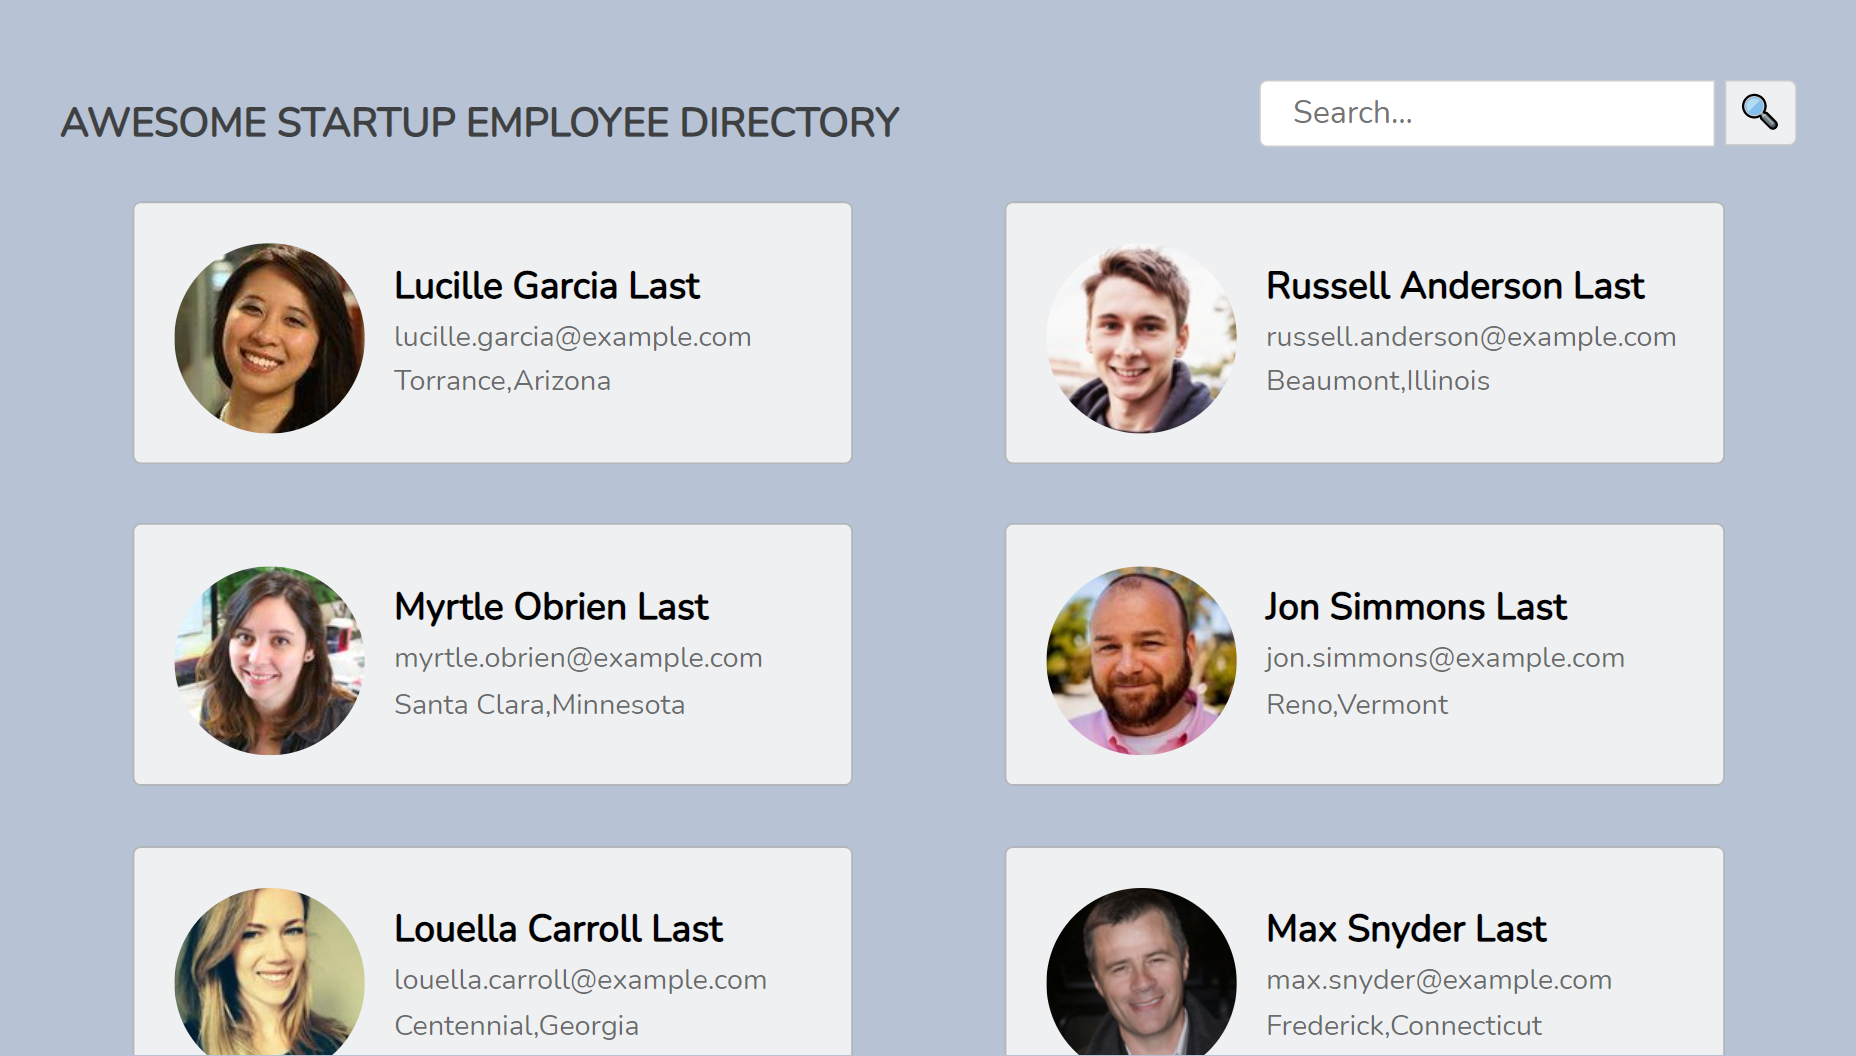 AWESOME STARTUP EMPLOYEE DIRECTORY
Search...
Lucille Garcia Last
lucille.garcia@example.com
Torrance,Arizona
Russell Anderson Last
russell.anderson@example.com
Beaumont,Illinois
Myrtle Obrien Last
myrtle.obrien@example.com
Santa Clara,Minnesota
Jon Simmons Last
jon.simmons@example.com
Reno,Vermont
Louella Carroll Last
louella.carroll@example.com
Centennial,Georgia
Max Snyder Last
max.snyder@example.com
Frederick,Connecticut